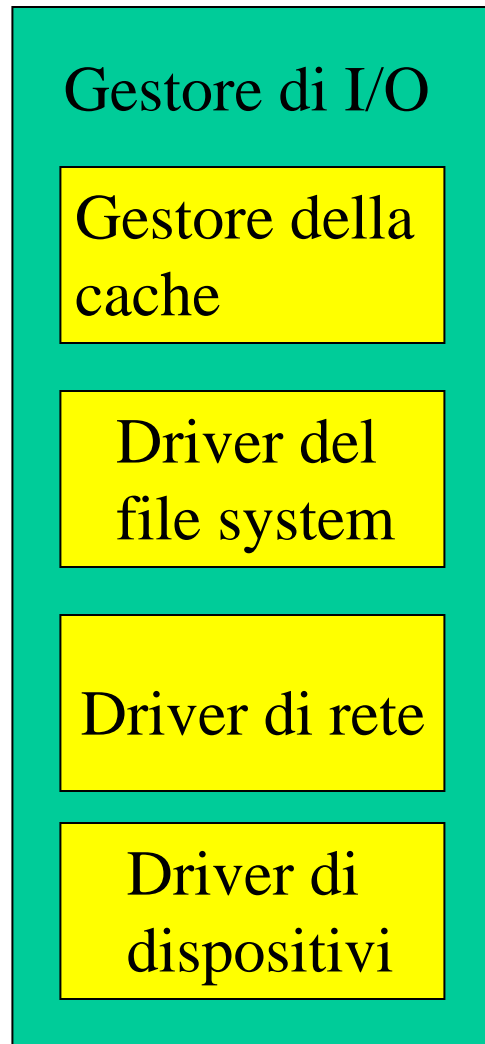 Gestore di I/O
Gestore della
cache
Driver del
file system
Driver di rete
Driver di
dispositivi